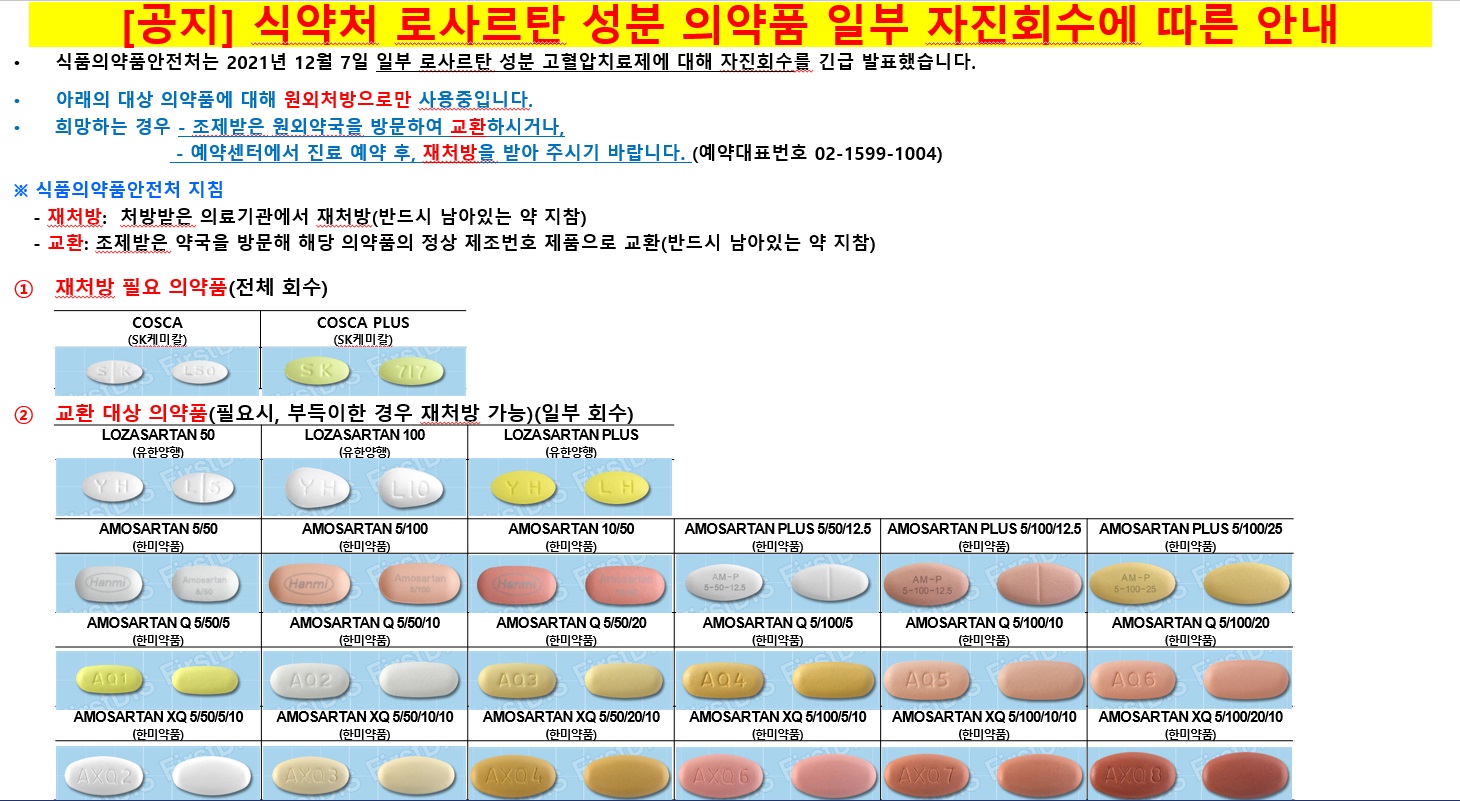 [공지] 식약처 로사르탄 성분 의약품 일부 자진회수에 따른 안내
• 식품의약품안전처는 2021년 12월 7일 일부 로사르탄 성분 고혈압치료제에 대해 자진회수를 긴급 발표했습니다.
• 아래의 대상 의약품에 대해 원외처방으로만 사용중입니다.
• 희망하는 경우 - 조제받은 원외약국을 방문하여 교환하시거나,
- 예약센터에서 진료 예약 후, 재처방을 받아 주시기 바랍니다. (예약대표번호 02-1599-1004)
※ 식품의약품안전처 지침
- 재처방: 처방받은 의료기관에서 재처방(반드시 남아있는 약 지참)
- 교환: 조제받은 약국을 방문해 해당 의약품의 정상 제조번호 제품으로 교환(반드시 남아있는 약 지참)
① 재처방 필요 의약품(전체 회수)
COSCA COSCA PLUS
(SK케미칼) (SK케미칼)
SK L50 SK 717
② 교환 대상 의약품(필요시, 부득이한 경우 재처방 가능)(일부 회수)
LOZASARTAN 50 LOZASARTAN 100 LOZASARTAN PLUS
(유한양행) (유한양행) (유한양행)
YH L5 YH L10 YH LH
AMOSARTAN 5/50 AMOSARTAN 5/100 AMOSARTAN 10/50 AMOSARTAN PLUS 5/50/12.5 AMOSARTAN PLUS 5/100/12.5 AMOSARTAN PLUS 5/100/25
(한미약품) (한미약품) (한미약품) (한미약품) (한미약품) (한미약품)
Hanmi Amosartan Hanmi Amosartan Hanmi Amosartan AM-P AM-P AM-P
5/50 5/100 5-50-12.5 5-100-12.5 5-100-25
AMOSARTAN Q 5/50/5 AMOSARTAN Q 5/50/10 AMOSARTAN Q 5/50/20 AMOSARTAN Q 5/100/5 AMOSARTAN Q 5/100/10 AMOSARTAN Q 5/100/20
(한미약품) (한미약품) (한미약품) (한미약품) (한미약품) (한미약품)
AQ1 AQ2 AQ3 AQ4 AQ5 AQ6
AMOSARTAN XQ 5/50/5/10 AMOSARTAN XQ 5/50/10/10 AMOSARTAN XQ 5/50/20/10 AMOSARTAN XQ 5/100/5/10 AMOSARTAN XQ 5/100/10/10 AMOSARTAN XQ 5/100/20/10
(한미약품) (한미약품) (한미약품) (한미약품) (한미약품) (한미약품)
AXQ2 AXQ3 AXQ4 AXQ6 AXQ7 AXQ8